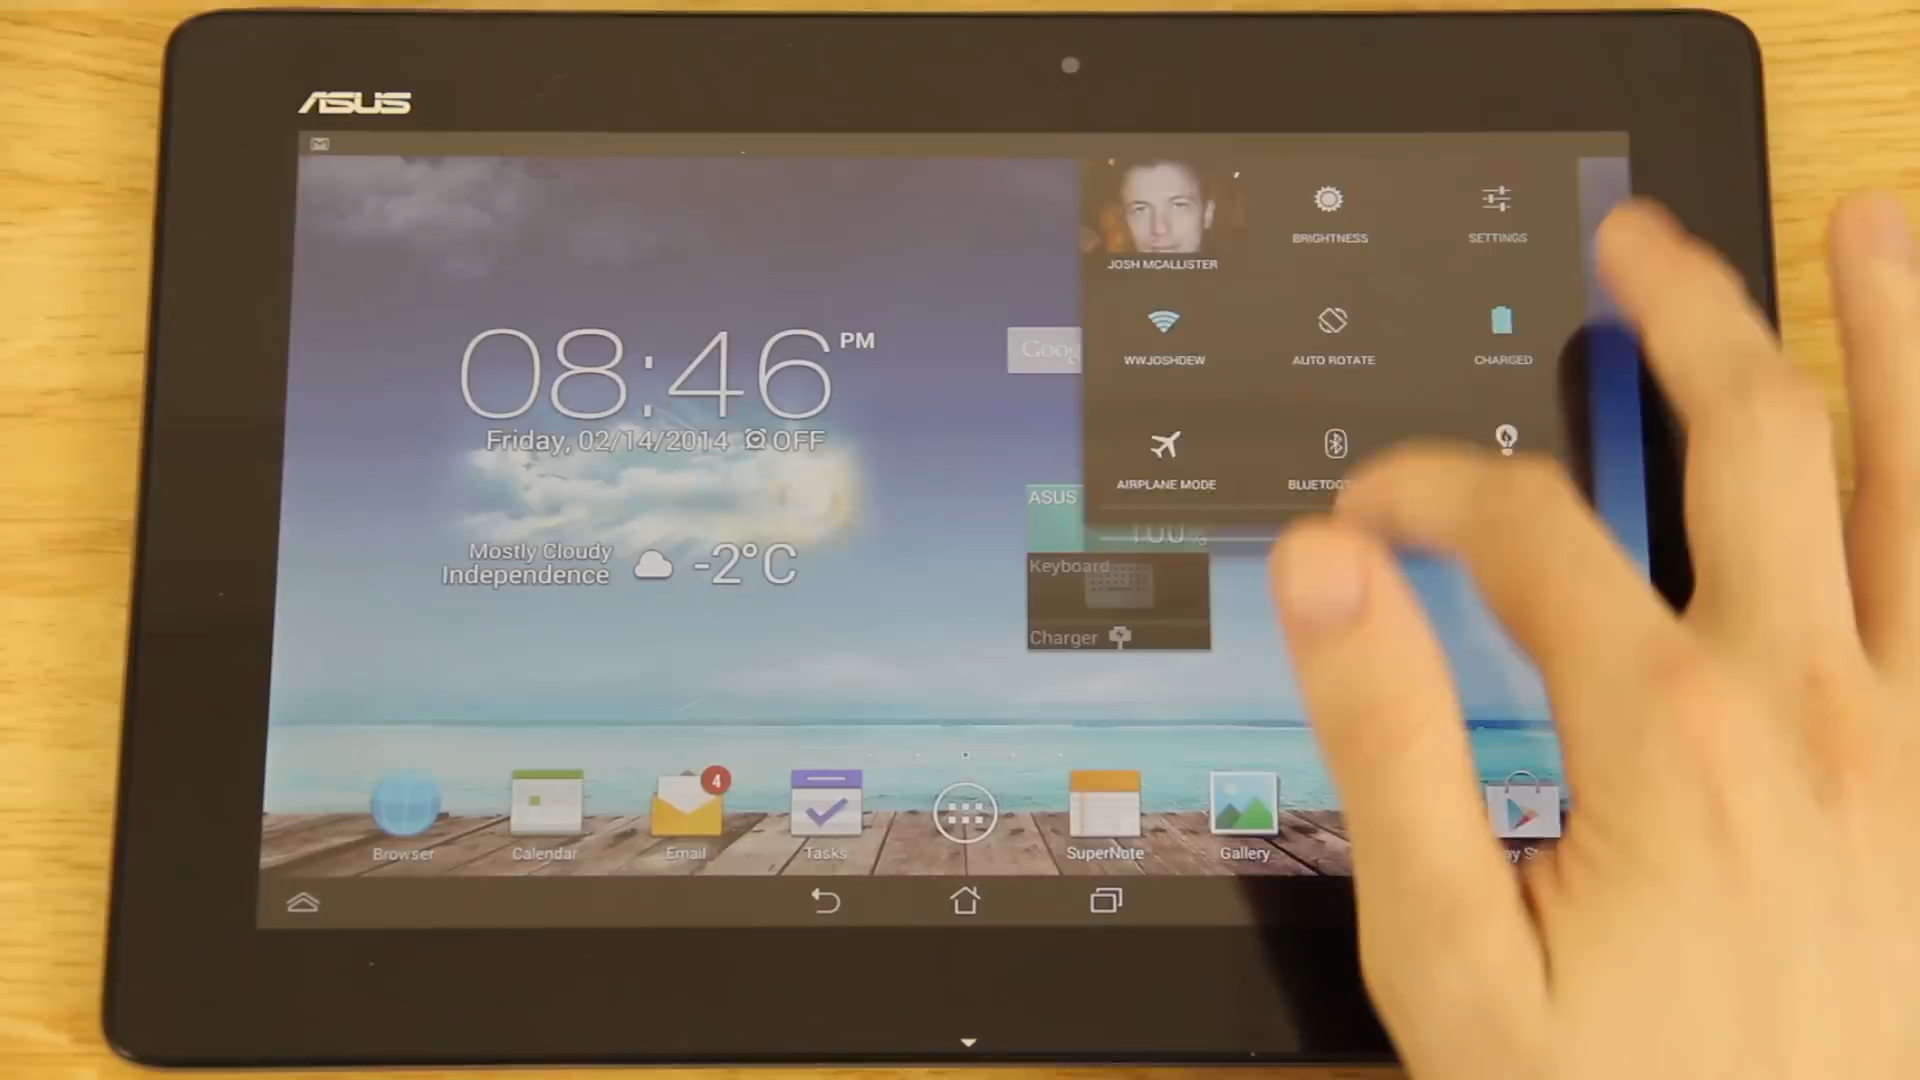 ASUS
JOSH MCALLISTER
BRIGHTNESS
SETTINGS
08:46 PM
Friday, 02/14/2014 OFF
WWJOSHDEW
AUTO ROTATE
CHARGED
AIRPLANE MODE
ASUS
100%
Keyboard
Charger
Mostly Cloudy
Independence
-2°C
4
Browser
Calendar
Email
Tasks
SuperNote
Gallery